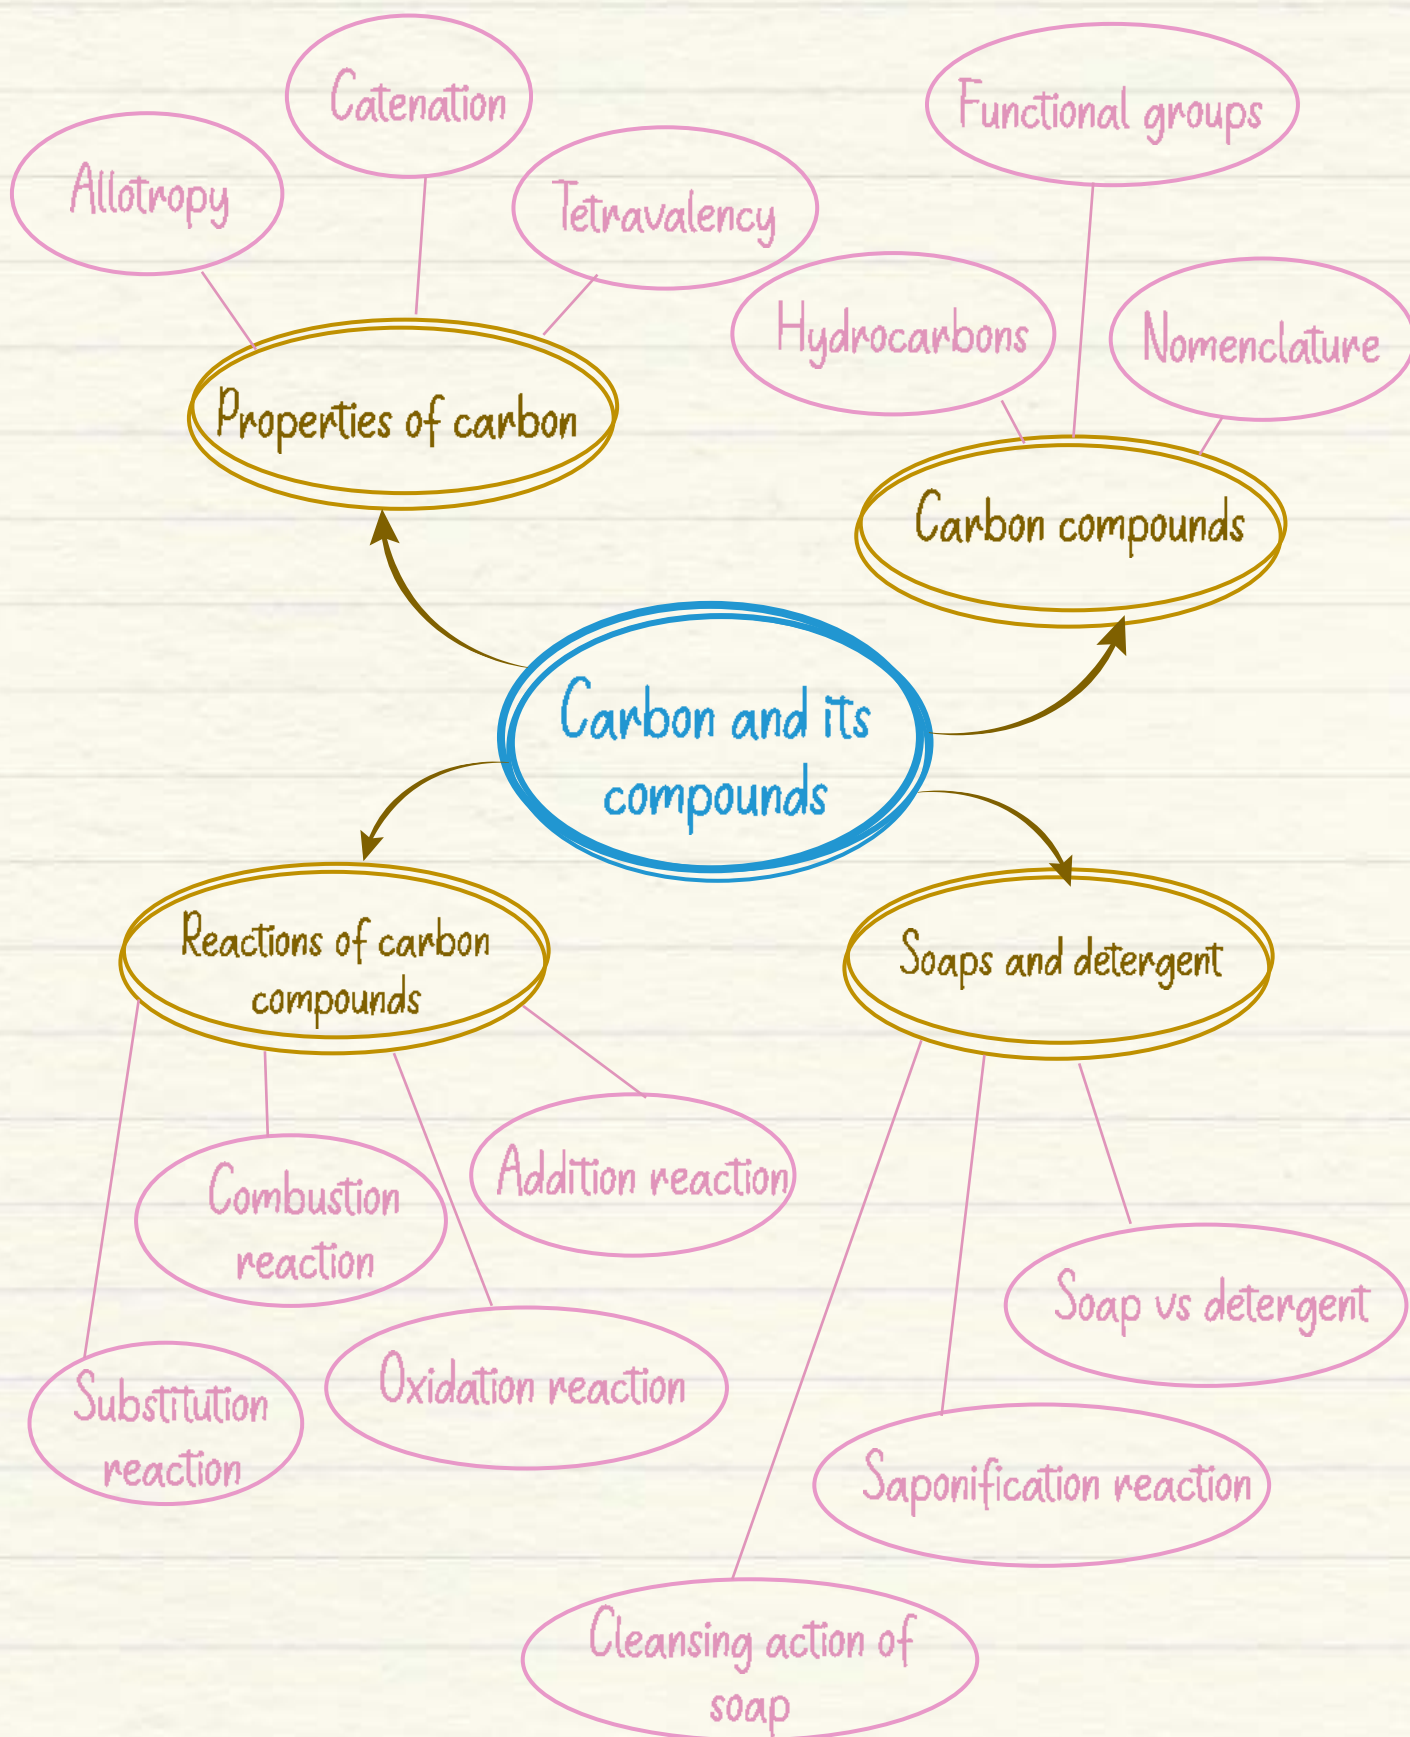 Catenation
Functional groups
Allotropy
Tetravalency
Hydrocarbons
Nomenclature
Properties of carbon
Carbon compounds
Carbon and its
compounds
Reactions of carbon
compounds
Soaps and detergent
Addition reaction
Combustion
reaction
Soap vs detergent
Oxidation reaction
Substitution
reaction
Saponification reaction
Cleansing action of
soap